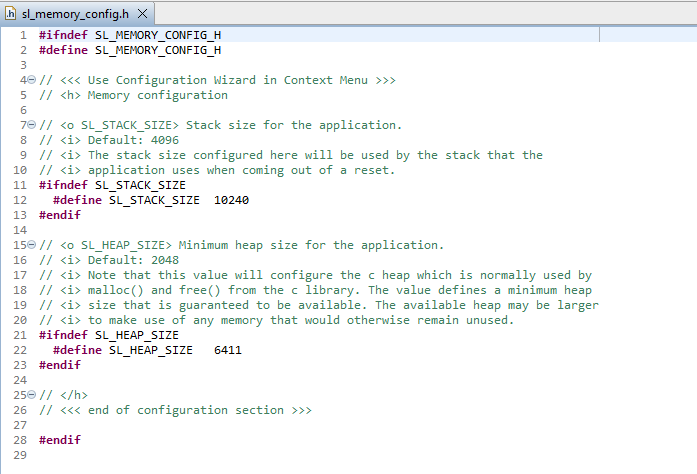 sl_memory_config.h
1 #ifndef SL_MEMORY_CONFIG_H
2 #define SL_MEMORY_CONFIG_H
3
4 // <<< Use Configuration Wizard in Context Menu >>>
5 // <h> Memory configuration
6
7 // <o SL_STACK_SIZE> Stack size for the application.
8 // <i> Default: 4096
9 // <i> The stack size configured here will be used by the stack that the
10 // <i> application uses when coming out of a reset.
11 #ifndef SL_STACK_SIZE
12   #define SL_STACK_SIZE  10240
13 #endif
14
15 // <o SL_HEAP_SIZE> Minimum heap size for the application.
16 // <i> Default: 2048
17 // <i> Note that this value will configure the c heap which is normally used by
18 // <i> malloc() and free() from the c library. The value defines a minimum heap
19 // <i> size that is guaranteed to be available. The available heap may be larger
20 // <i> to make use of any memory that would otherwise remain unused.
21 #ifndef SL_HEAP_SIZE
22   #define SL_HEAP_SIZE   6411
23 #endif
24
25 // </h>
26 // <<< end of configuration section >>>
27
28 #endif
29